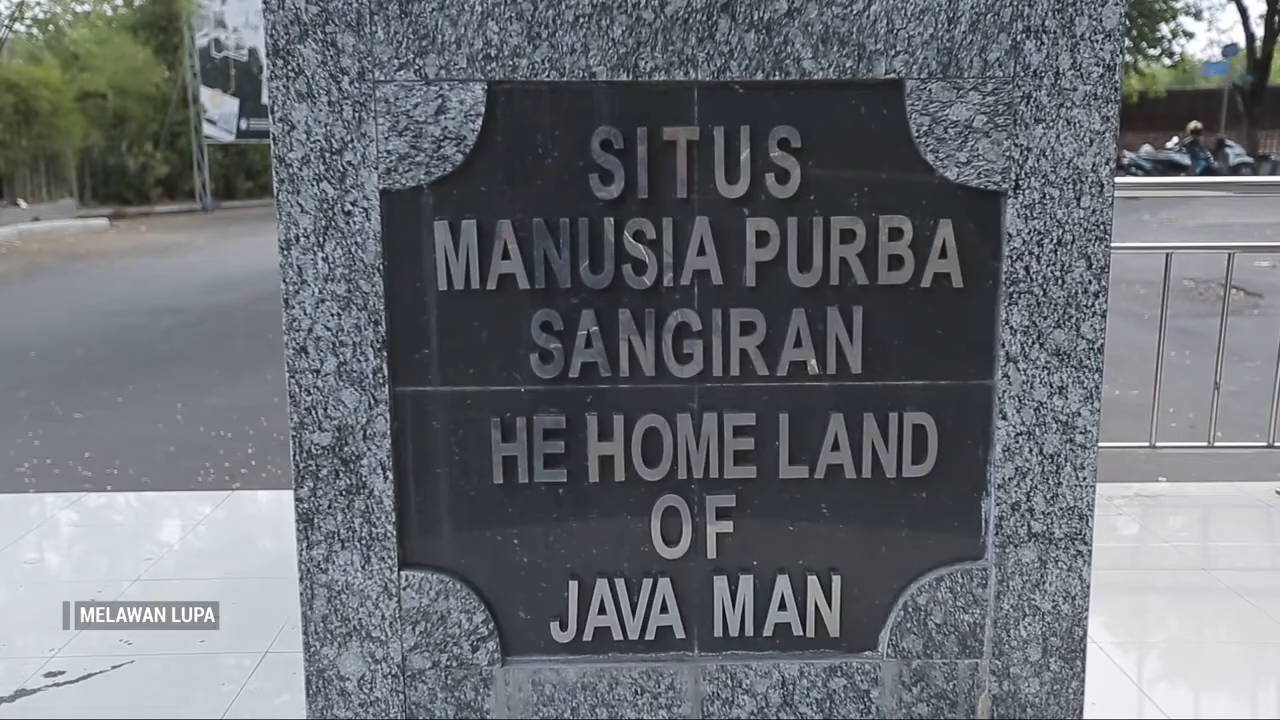 SITUS
MANUSIA PURBA
SANGIRAN
HE HOME LAND
OF
JAVA MAN
MELAWAN LUPA